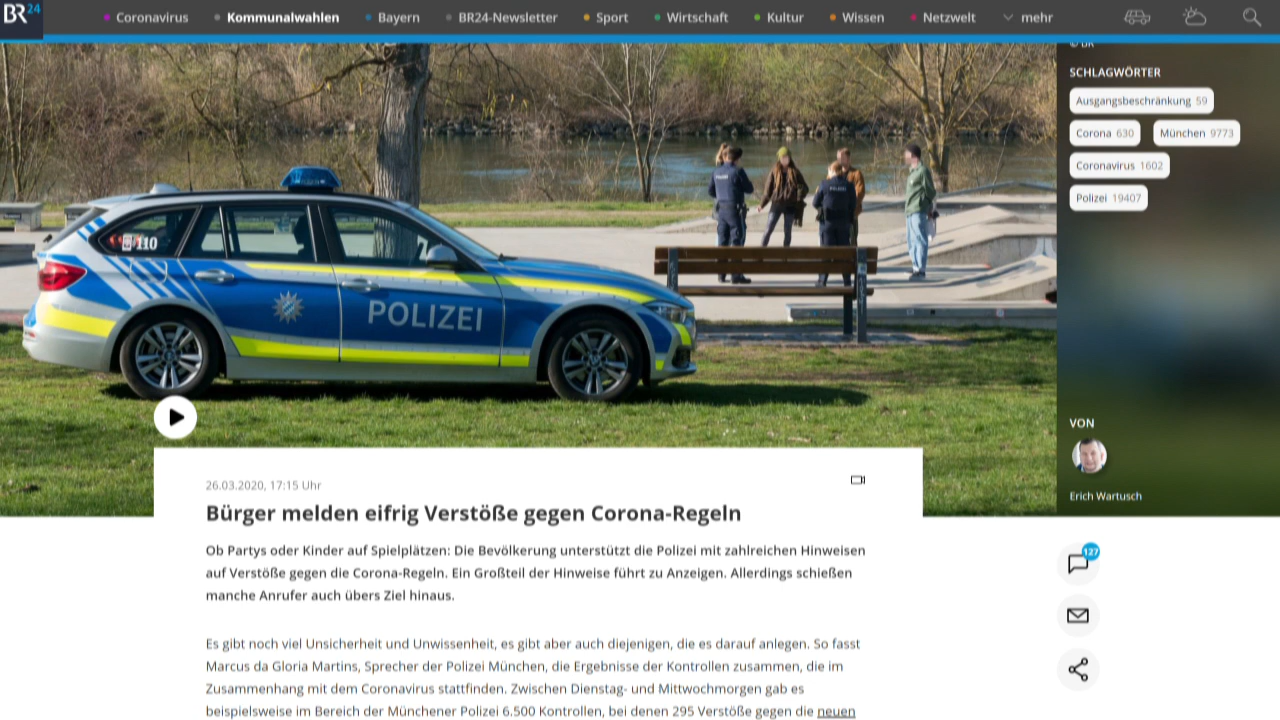 BR24
Coronavirus
Kommunalwahlen
Bayern
BR24-Newsletter
Sport
Wirtschaft
Kultur
Wissen
Netzwelt
mehr
© BR
SCHLAGWÖRTER
Ausgangsbeschränkung 59
Corona 630
München 9773
Coronavirus 1602
Polizei 19407
110
POLIZEI
VON
Erich Wartusch
26.03.2020, 17:15 Uhr
Bürger melden eifrig Verstöße gegen Corona-Regeln
Ob Partys oder Kinder auf Spielplätzen: Die Bevölkerung unterstützt die Polizei mit zahlreichen Hinweisen
auf Verstöße gegen die Corona-Regeln. Ein Großteil der Hinweise führt zu Anzeigen. Allerdings schießen
manche Anrufer auch übers Ziel hinaus.
127
Es gibt noch viel Unsicherheit und Unwissenheit, es gibt aber auch diejenigen, die es darauf anlegen. So fasst
Marcus da Gloria Martins, Sprecher der Polizei München, die Ergebnisse der Kontrollen zusammen, die im
Zusammenhang mit dem Coronavirus stattfinden. Zwischen Dienstag- und Mittwochmorgen gab es
beispielsweise im Bereich der Münchener Polizei 6.500 Kontrollen, bei denen 295 Verstöße gegen die neuen